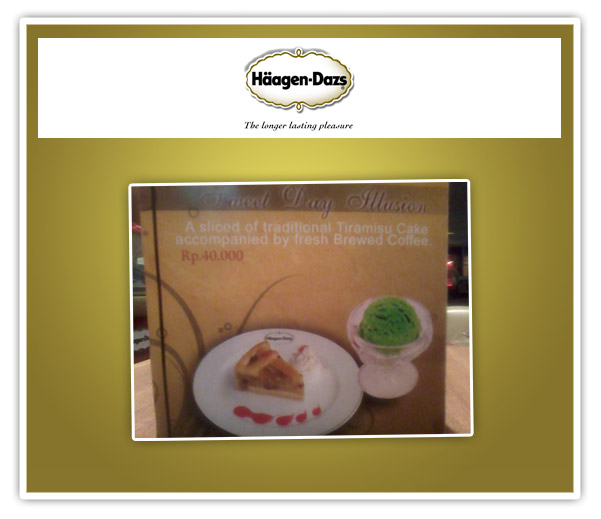 Häagen-Dazs
The longer lasting pleasure
Sweet Day Illusion
A sliced of traditional Tiramisu Cake
accompanied by fresh Brewed Coffee.
Rp.40.000
Häagen-Dazs